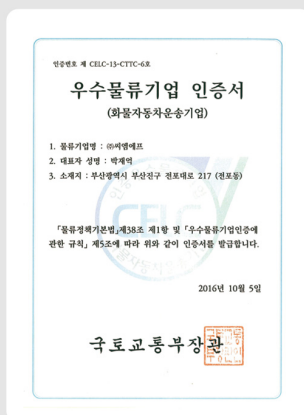 인증번호 제 CELC-13-CTTC-6호
우수물류기업 인증서
(화물자동차운송기업)
1. 물류기업명 : ㈜씨엠에프
2. 대표자 성명 : 박재억
3. 소재지 : 부산광역시 부산진구 전포대로 217 (전포동)
CELC
「물류정책기본법」제38조 제1항 및 「우수물류기업인증에
관한 규칙」 제5조에 따라 위와 같이 인증서를 발급합니다.
2016년 10월 5일
국토교통부장관